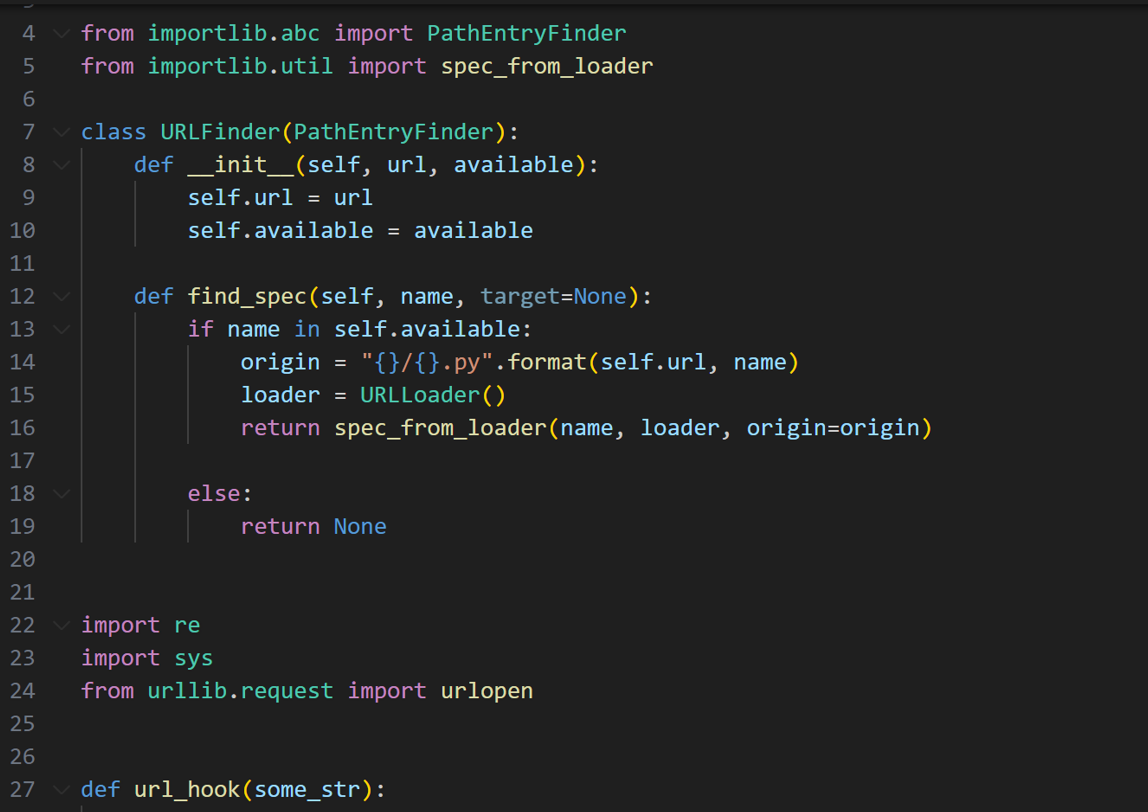 4 from importlib.abc import PathEntryFinder
5 from importlib.util import spec_from_loader
6
7 class URLFinder(PathEntryFinder):
8     def __init__(self, url, available):
9         self.url = url
10         self.available = available
11
12     def find_spec(self, name, target=None):
13         if name in self.available:
14             origin = "{}/{}.py".format(self.url, name)
15             loader = URLLoader()
16             return spec_from_loader(name, loader, origin=origin)
17
18         else:
19             return None
20
21
22 import re
23 import sys
24 from urllib.request import urlopen
25
26
27 def url_hook(some_str):